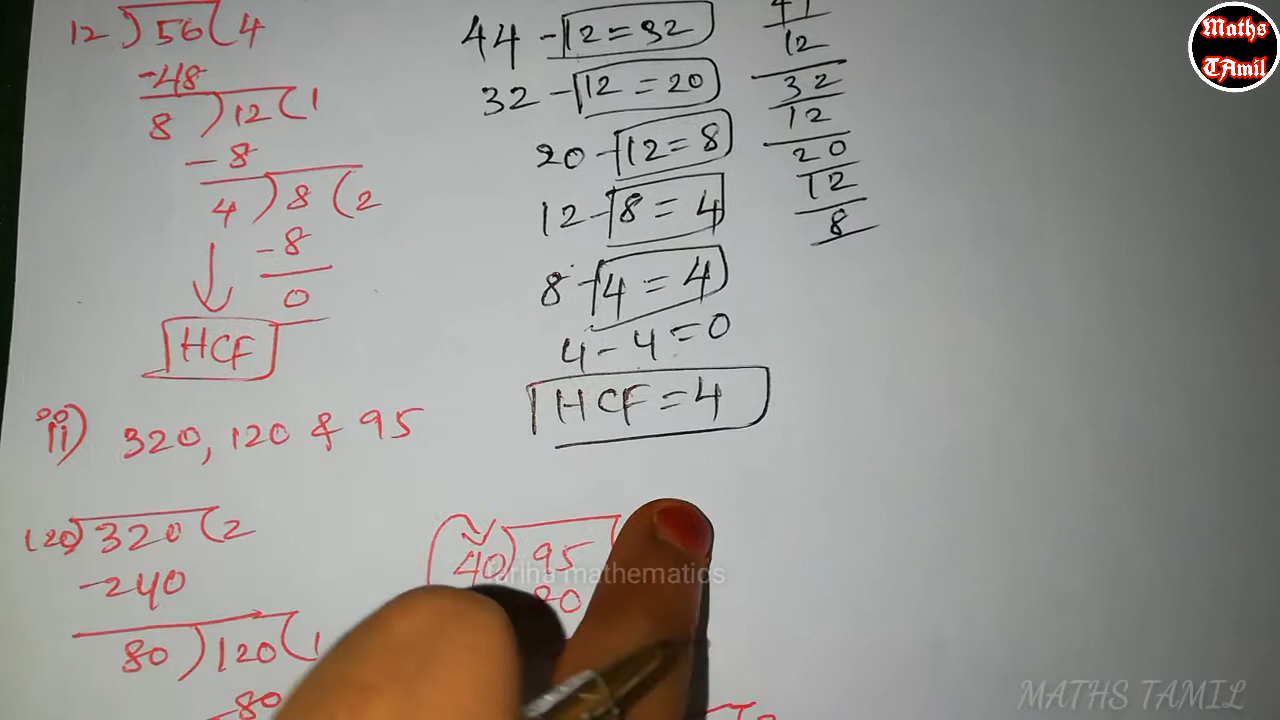 12 ) 56 ( 4
-48
8 ) 12 ( 1
- 8
4 ) 8 ( 2
- 8
0
HCF
44 - 12 = 32
32 - 12 = 20
20 - 12 = 8
12 - 8 = 4
8 - 4 = 4
4 - 4 = 0
HCF = 4
12
32
12
20
12
8
Maths
TAmil
ii) 320, 120 & 95
120 ) 320 ( 2
-240
80 ) 120 ( 1
-80
40 ) 95
80
mathematics
MATHS TAMIL